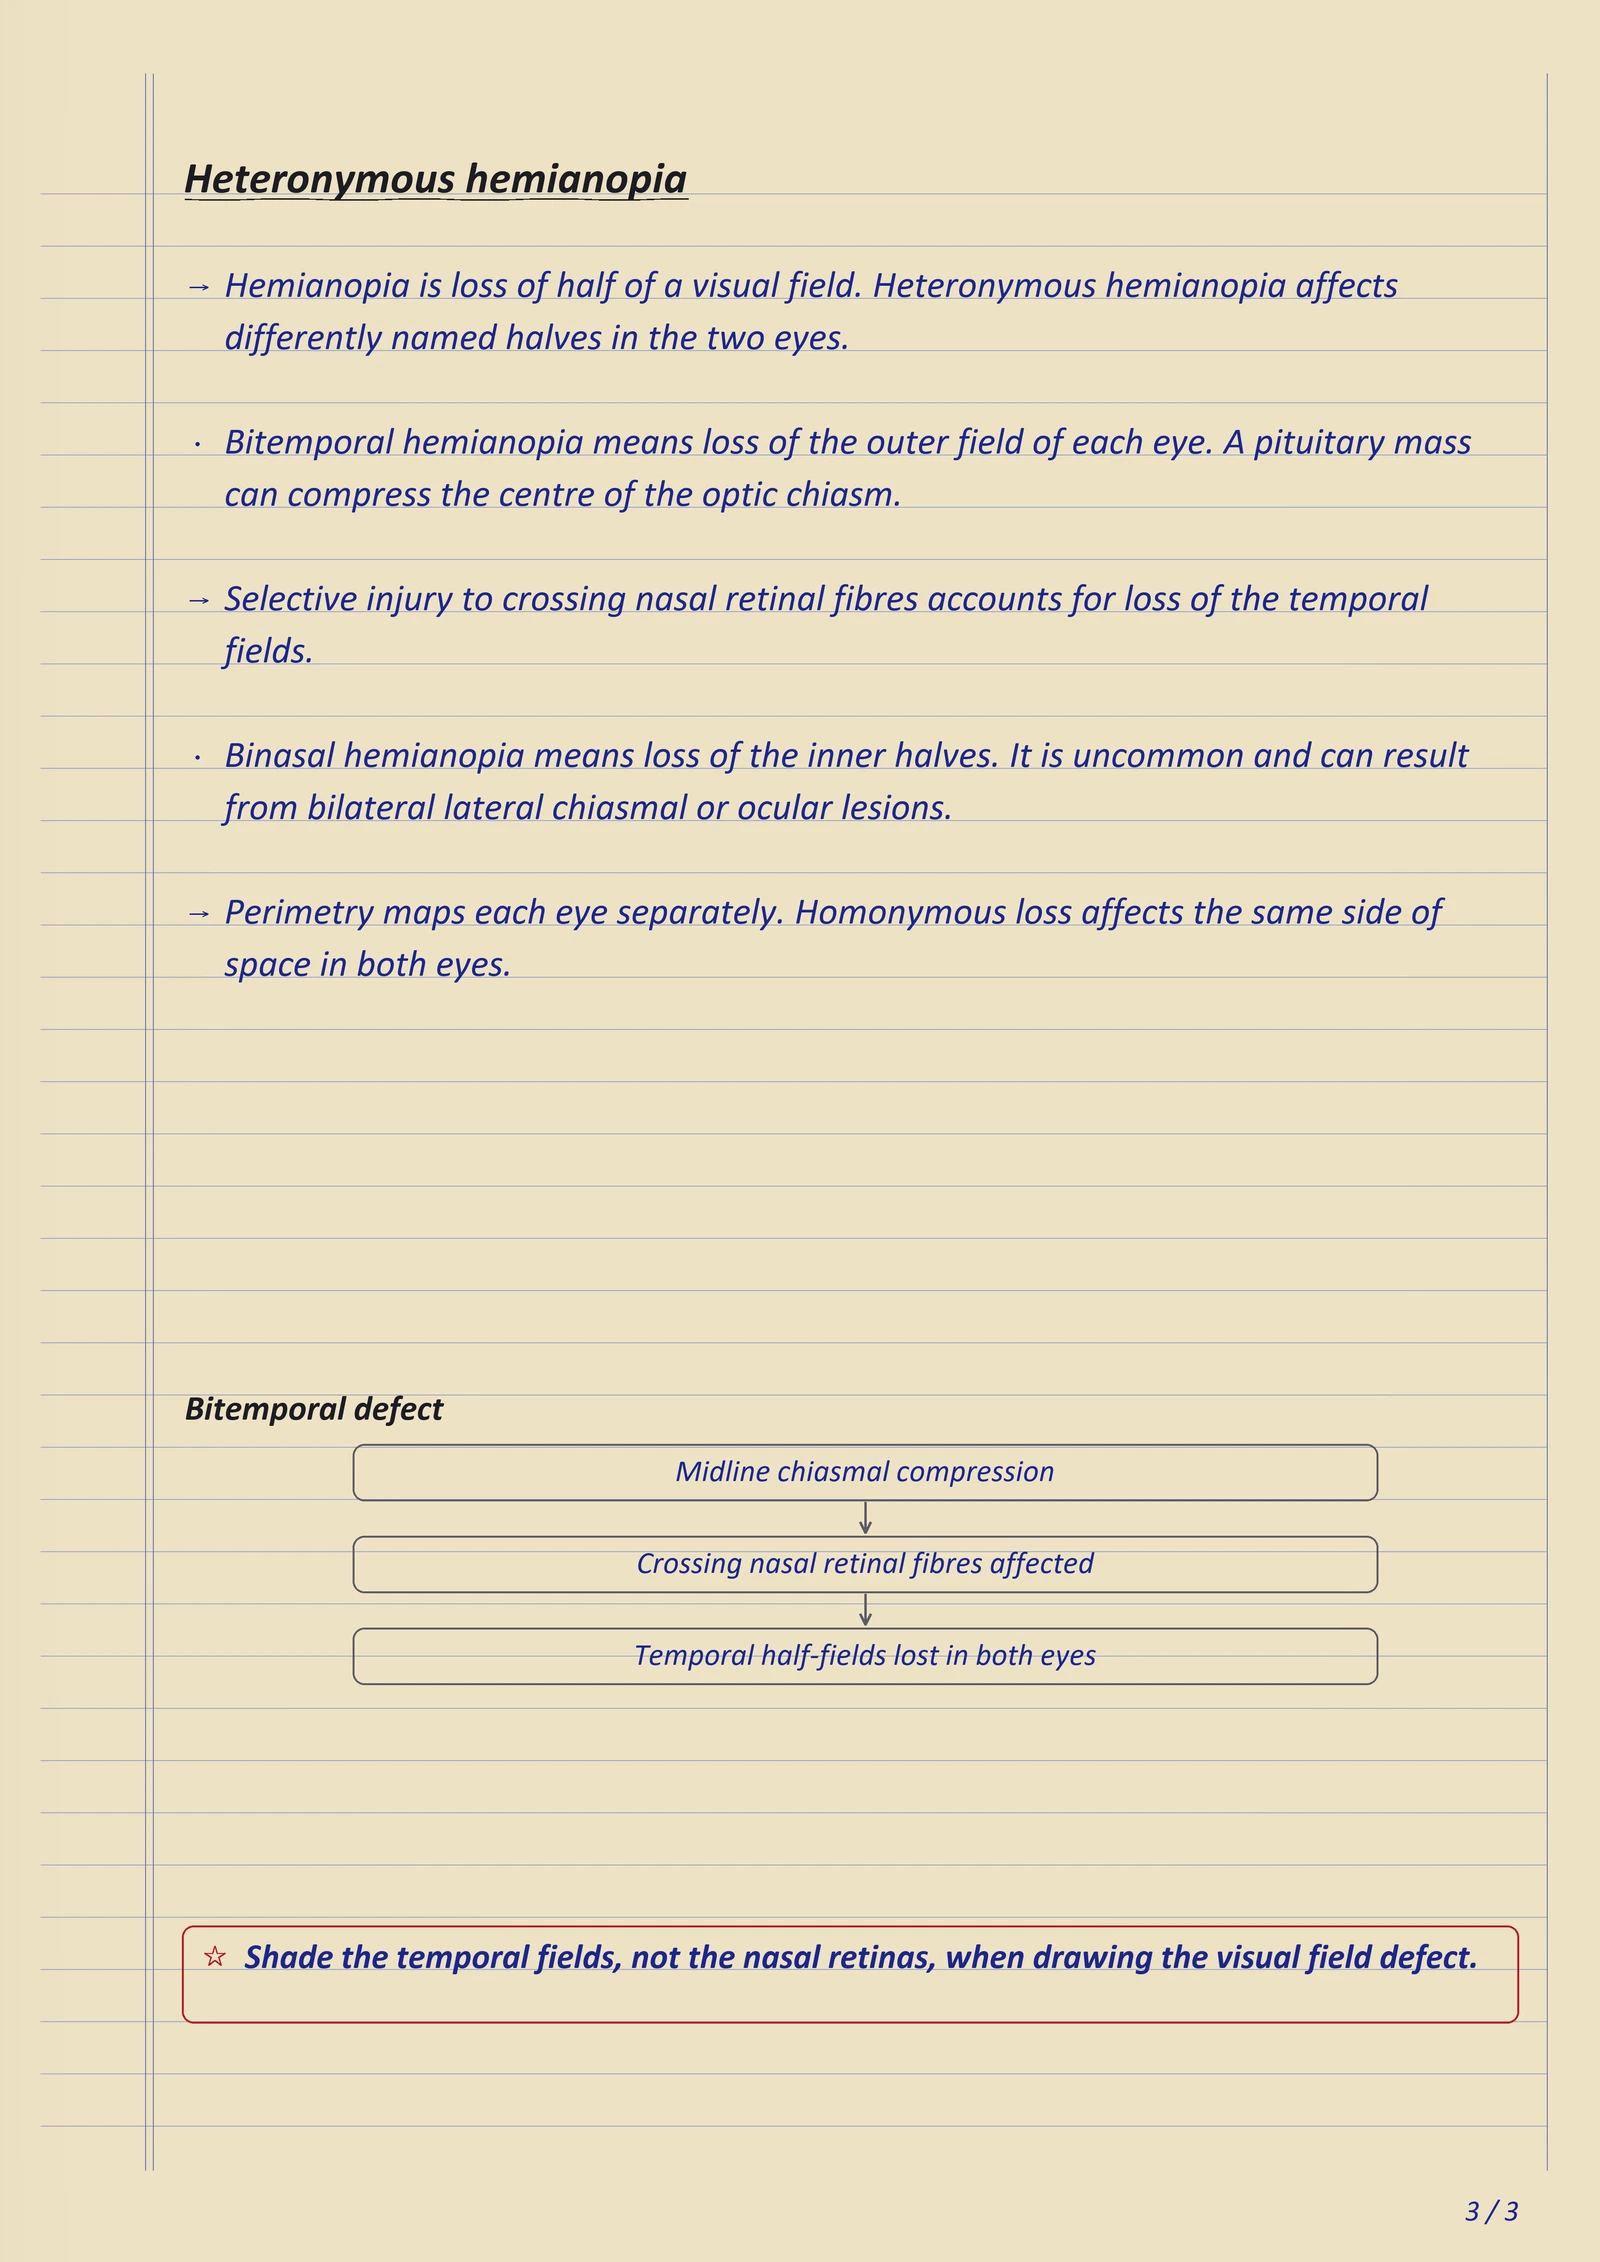 Heteronymous hemianopia
→ Hemianopia is loss of half of a visual field. Heteronymous hemianopia affects
differently named halves in the two eyes.
· Bitemporal hemianopia means loss of the outer field of each eye. A pituitary mass
can compress the centre of the optic chiasm.
→ Selective injury to crossing nasal retinal fibres accounts for loss of the temporal
fields.
· Binasal hemianopia means loss of the inner halves. It is uncommon and can result
from bilateral lateral chiasmal or ocular lesions.
→ Perimetry maps each eye separately. Homonymous loss affects the same side of
space in both eyes.
Bitemporal defect
Midline chiasmal compression
Crossing nasal retinal fibres affected
Temporal half-fields lost in both eyes
☆ Shade the temporal fields, not the nasal retinas, when drawing the visual field defect.
3 / 3